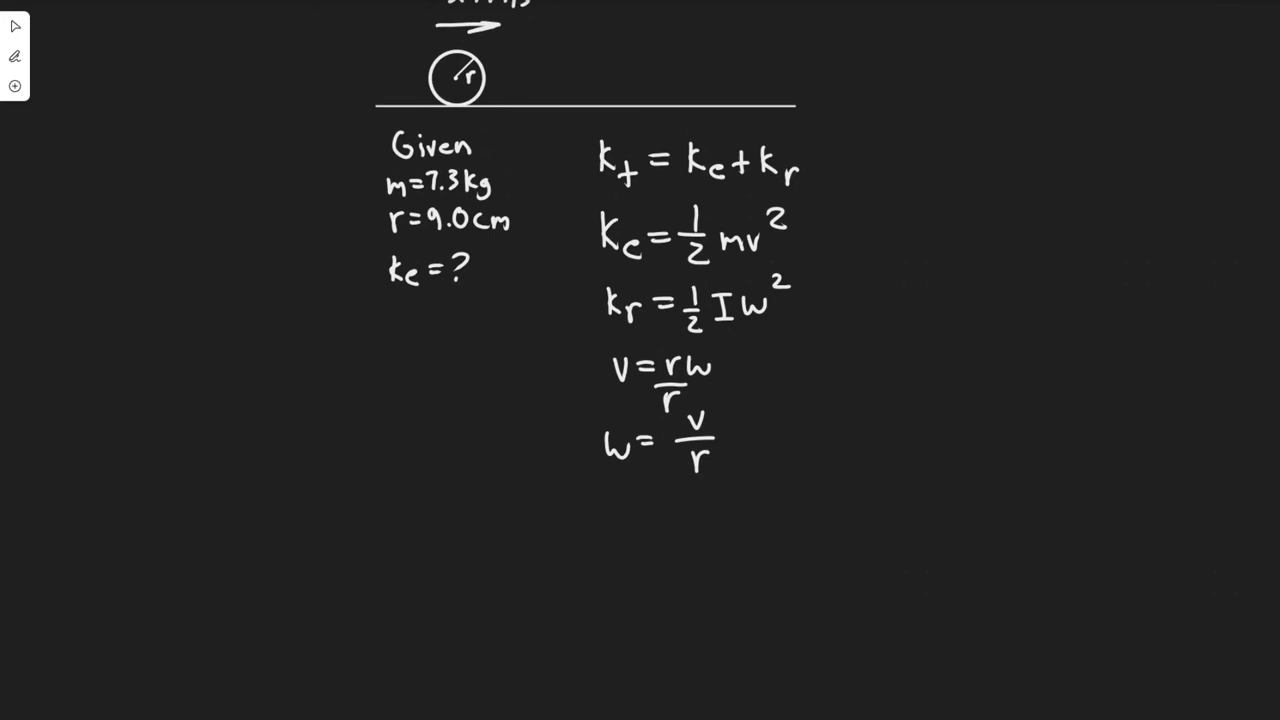 r
Given
m=7.3kg
r=9.0cm
ke=?
Kt = Ke+Kr
Ke=1/2 mv^2
Kr=1/2 Iw^2
v=rw/r
w=v/r